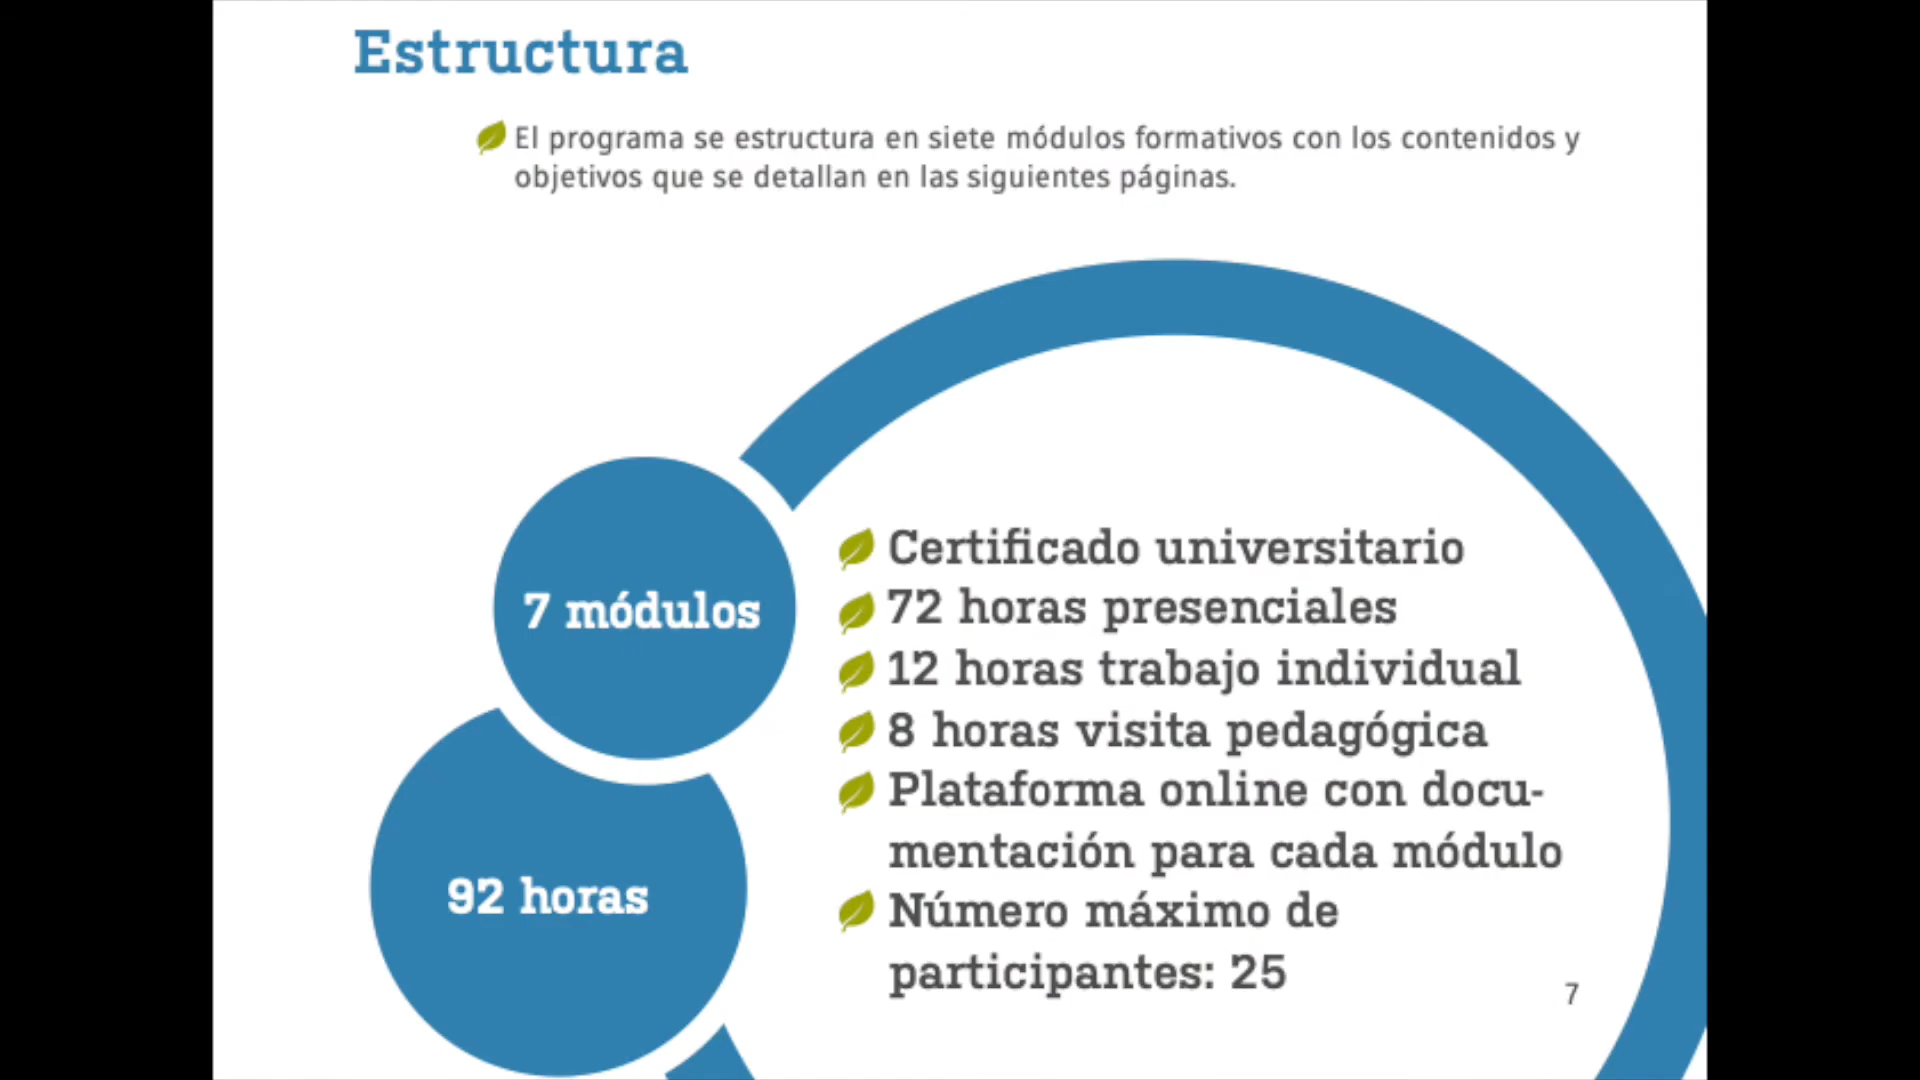 Estructura
El programa se estructura en siete módulos formativos con los contenidos y
objetivos que se detallan en las siguientes páginas.
7 módulos
92 horas
Certificado universitario
72 horas presenciales
12 horas trabajo individual
8 horas visita pedagógica
Plataforma online con docu-
mentación para cada módulo
Número máximo de
participantes: 25
7